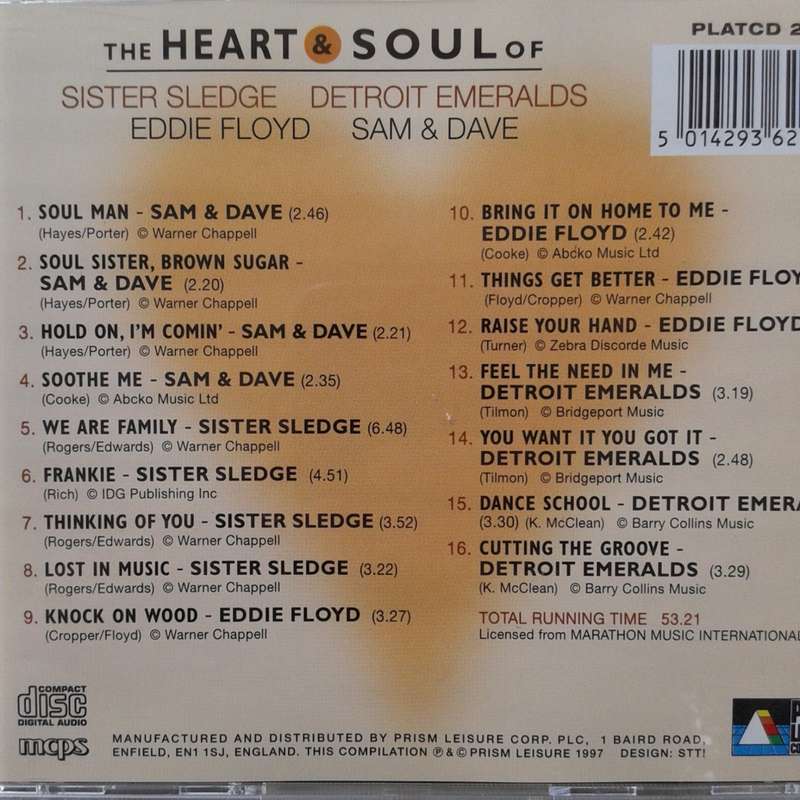 THE HEART & SOUL OF
PLATCD 2
SISTER SLEDGE DETROIT EMERALDS
EDDIE FLOYD SAM & DAVE
5 014293 62
1. SOUL MAN - SAM & DAVE (2.46)
(Hayes/Porter) © Warner Chappell
2. SOUL SISTER, BROWN SUGAR -
SAM & DAVE (2.20)
(Hayes/Porter) © Warner Chappell
3. HOLD ON, I'M COMIN' - SAM & DAVE (2.21)
(Hayes/Porter) © Warner Chappell
4. SOOTHE ME - SAM & DAVE (2.35)
(Cooke) © Abcko Music Ltd
5. WE ARE FAMILY - SISTER SLEDGE (6.48)
(Rogers/Edwards) © Warner Chappell
6. FRANKIE - SISTER SLEDGE (4.51)
(Rich) © IDG Publishing Inc
7. THINKING OF YOU - SISTER SLEDGE (3.52)
(Rogers/Edwards) © Warner Chappell
8. LOST IN MUSIC - SISTER SLEDGE (3.22)
(Rogers/Edwards) © Warner Chappell
9. KNOCK ON WOOD - EDDIE FLOYD (3.27)
(Cropper/Floyd) © Warner Chappell
10. BRING IT ON HOME TO ME -
EDDIE FLOYD (2.42)
(Cooke) © Abcko Music Ltd
11. THINGS GET BETTER - EDDIE FLOY
(Floyd/Cropper) © Warner Chappell
12. RAISE YOUR HAND - EDDIE FLOYD
(Turner) © Zebra Discorde Music
13. FEEL THE NEED IN ME -
DETROIT EMERALDS (3.19)
(Tilmon) © Bridgeport Music
14. YOU WANT IT YOU GOT IT -
DETROIT EMERALDS (2.48)
(Tilmon) © Bridgeport Music
15. DANCE SCHOOL - DETROIT EMERA
(3.30) (K. McClean) © Barry Collins Music
16. CUTTING THE GROOVE -
DETROIT EMERALDS (3.29)
(K. McClean) © Barry Collins Music
TOTAL RUNNING TIME 53.21
Licensed from MARATHON MUSIC INTERNATIONAL
COMPACT
disc
DIGITAL AUDIO
mcps
MANUFACTURED AND DISTRIBUTED BY PRISM LEISURE CORP. PLC, 1 BAIRD ROAD,
ENFIELD, EN1 1SJ, ENGLAND. THIS COMPILATION ℗ & © PRISM LEISURE 1997 DESIGN: STT!